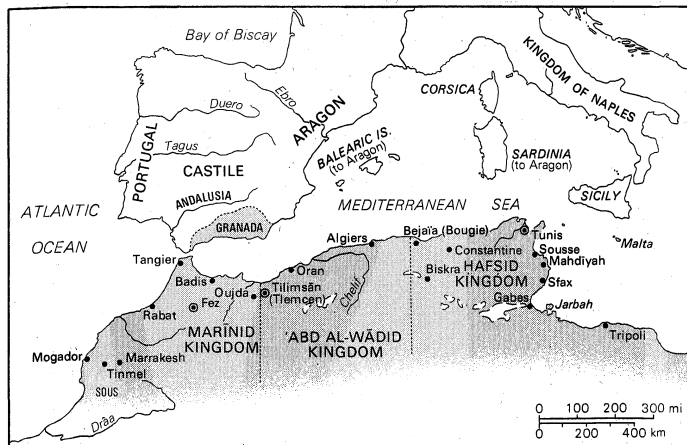 Bay of Biscay
Ebro
Duero
ARAGON
CORSICA
KINGDOM OF NAPLES
PORTUGAL
Tagus
CASTILE
BALEARIC IS.
(to Aragon)
SARDINIA
(to Aragon)
ANDALUSIA
SICILY
ATLANTIC
OCEAN
GRANADA
MEDITERRANEAN SEA
Tangier
Algiers
Bejaïa (Bougie)
Tunis
Malta
Constantine
Sousse
Mahdīyah
Badis
Oran
Biskra
HAFSID
KINGDOM
Sfax
Oujda
Tilimsān
(Tlemcen)
Chelif
Fez
Gabes
Jarbah
Rabat
MARĪNID
KINGDOM
ʿABD AL-WĀDID
KINGDOM
Tripoli
Mogador
Marrakesh
Tinmel
SOUS
Drâa
0 100 200 300 mi
0 200 400 km